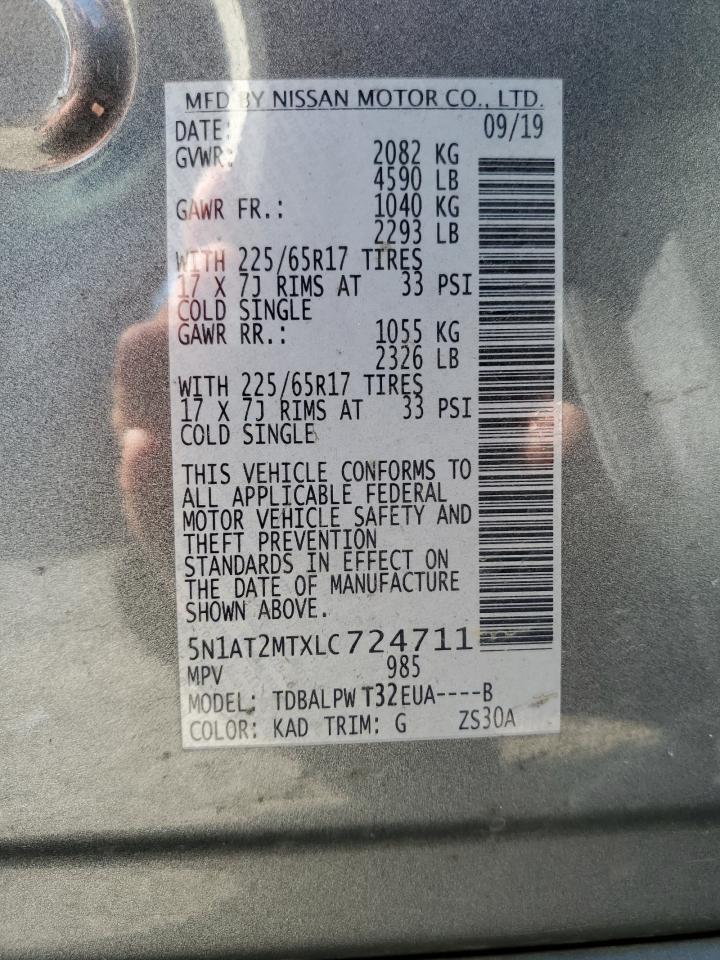 MFD BY NISSAN MOTOR CO., LTD.
DATE: 09/19
GVWR: 2082 KG
4590 LB
GAWR FR.: 1040 KG
2293 LB
WITH 225/65R17 TIRES
17 X 7J RIMS AT 33 PSI
COLD SINGLE
GAWR RR.: 1055 KG
2326 LB
WITH 225/65R17 TIRES
17 X 7J RIMS AT 33 PSI
COLD SINGLE
THIS VEHICLE CONFORMS TO
ALL APPLICABLE FEDERAL
MOTOR VEHICLE SAFETY AND
THEFT PREVENTION
STANDARDS IN EFFECT ON
THE DATE OF MANUFACTURE
SHOWN ABOVE.
5N1AT2MTXLC724711
MPV 985
MODEL: TDBALPWT32EUA----B
COLOR: KAD TRIM: G ZS30A